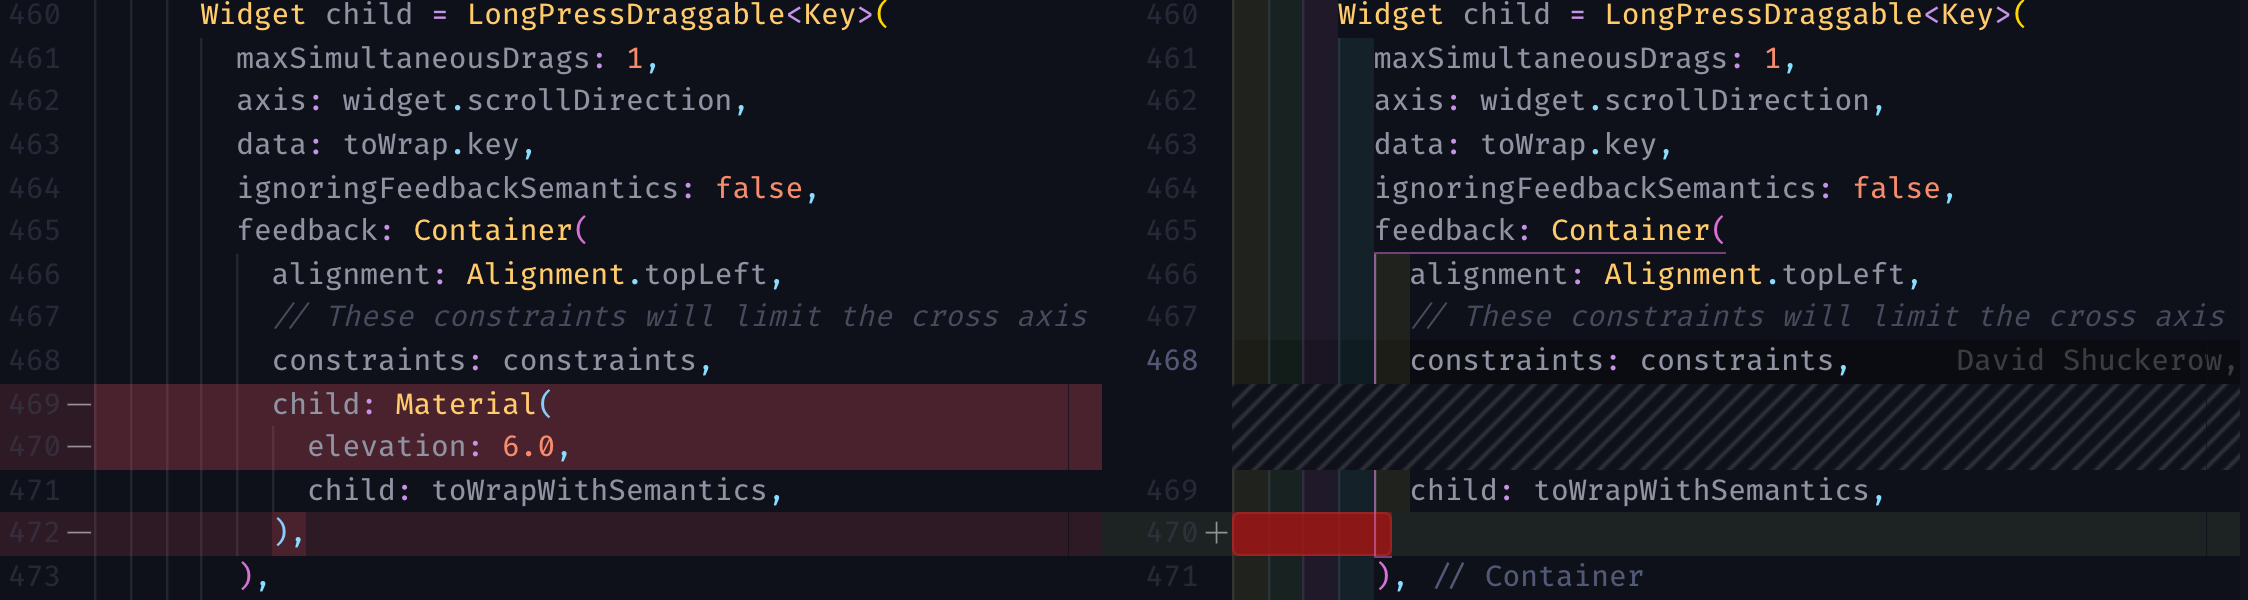 460 Widget child = LongPressDraggable<Key>(
461 maxSimultaneousDrags: 1,
462 axis: widget.scrollDirection,
463 data: toWrap.key,
464 ignoringFeedbackSemantics: false,
465 feedback: Container(
466 alignment: Alignment.topLeft,
467 // These constraints will limit the cross axis
468 constraints: constraints,
469 — child: Material(
470 — elevation: 6.0,
471 child: toWrapWithSemantics,
472 — ),
473 ),
460 Widget child = LongPressDraggable<Key>(
461 maxSimultaneousDrags: 1,
462 axis: widget.scrollDirection,
463 data: toWrap.key,
464 ignoringFeedbackSemantics: false,
465 feedback: Container(
466 alignment: Alignment.topLeft,
467 // These constraints will limit the cross axis
468 constraints: constraints, David Shuckerow,
469 child: toWrapWithSemantics,
470 +
471 ), // Container